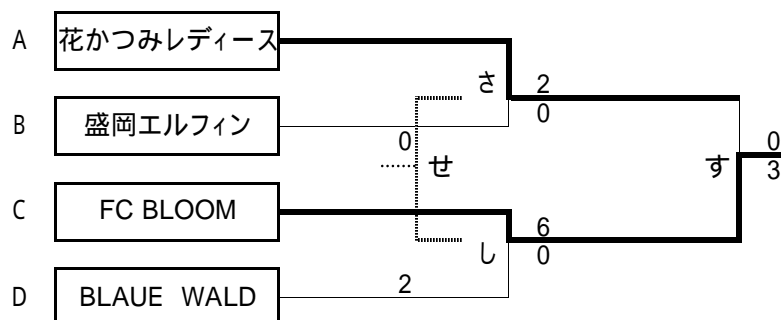 A 花かつみレディース
さ 2
0
B 盛岡エルフィン
0
せ
す 0
3
C FC BLOOM
6
し 0
D BLAUE WALD 2